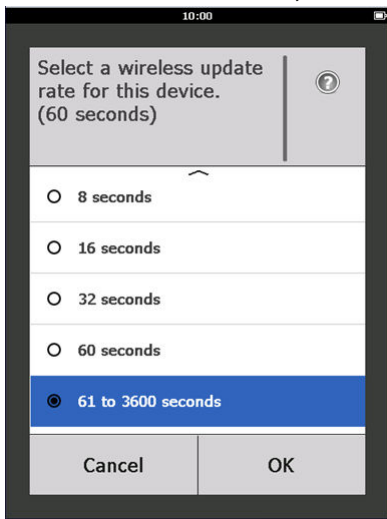 10:00
Select a wireless update
rate for this device.
(60 seconds)
?
8 seconds
16 seconds
32 seconds
60 seconds
61 to 3600 seconds
Cancel
OK